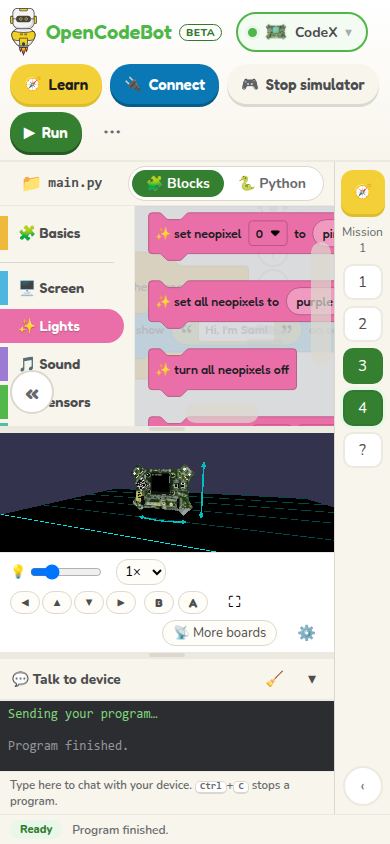 OpenCodeBot BETA CodeX
Learn Connect Stop simulator
Run ...
main.py Blocks Python
Mission 1
Basics
Screen
Lights
Sound
ensors
set neopixel 0 to
set all neopixels to purple
show Hi, I'm Sam!
turn all neopixels off
1
2
3
4
?
1×
B A
More boards
Talk to device
Sending your program…
Program finished.
Type here to chat with your device. Ctrl+C stops a
program.
Ready Program finished.